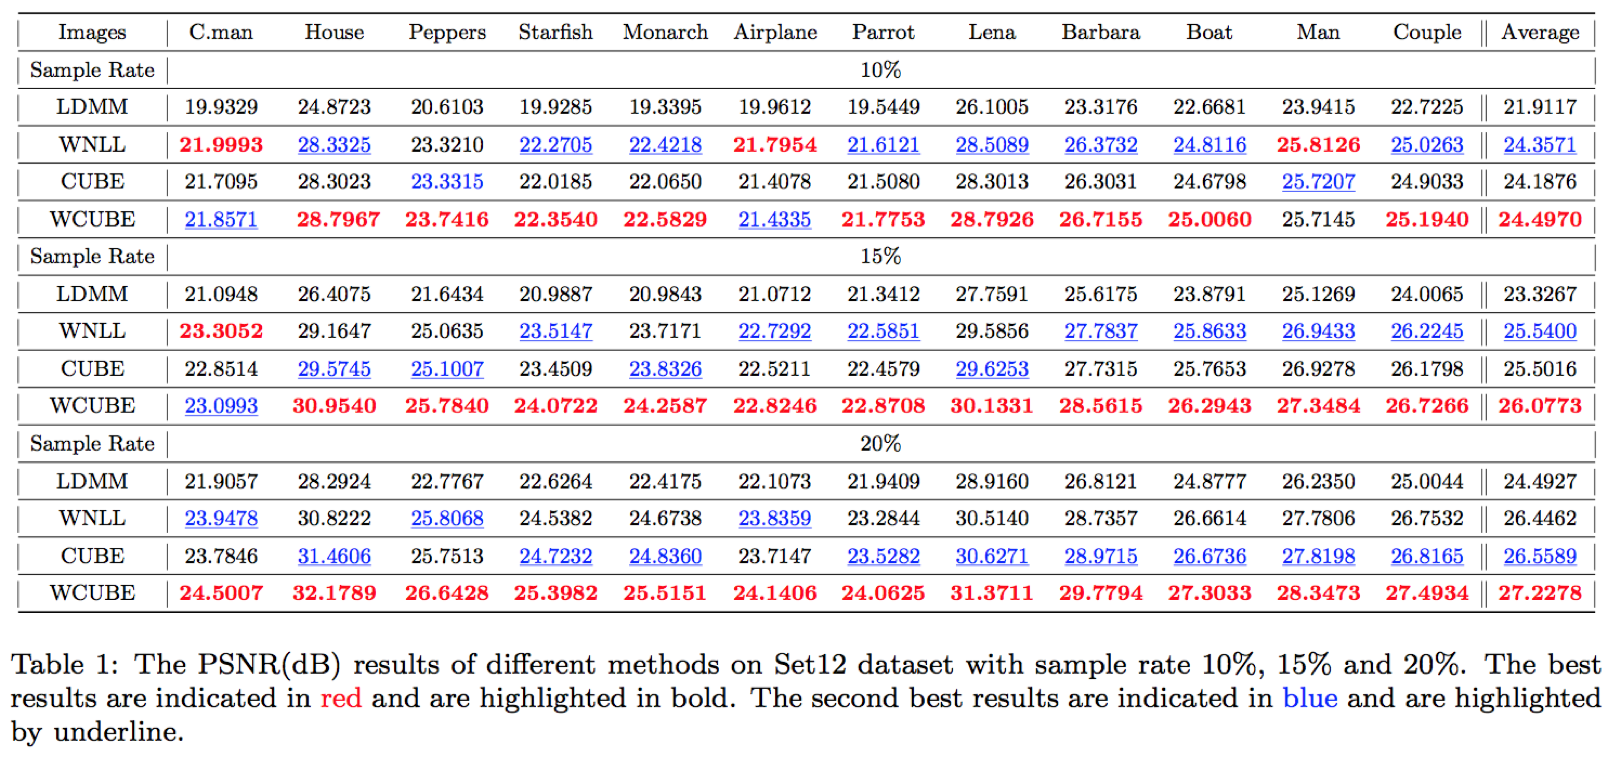 Images C.man House Peppers Starfish Monarch Airplane Parrot Lena Barbara Boat Man Couple Average
Sample Rate 10%
LDMM 19.9329 24.8723 20.6103 19.9285 19.3395 19.9612 19.5449 26.1005 23.3176 22.6681 23.9415 22.7225 21.9117
WNLL 21.9993 28.3325 23.3210 22.2705 22.4218 21.7954 21.6121 28.5089 26.3732 24.8116 25.8126 25.0263 24.3571
CUBE 21.7095 28.3023 23.3315 22.0185 22.0650 21.4078 21.5080 28.3013 26.3031 24.6798 25.7207 24.9033 24.1876
WCUBE 21.8571 28.7967 23.7416 22.3540 22.5829 21.4335 21.7753 28.7926 26.7155 25.0060 25.7145 25.1940 24.4970
Sample Rate 15%
LDMM 21.0948 26.4075 21.6434 20.9887 20.9843 21.0712 21.3412 27.7591 25.6175 23.8791 25.1269 24.0065 23.3267
WNLL 23.3052 29.1647 25.0635 23.5147 23.7171 22.7292 22.5851 29.5856 27.7837 25.8633 26.9433 26.2245 25.5400
CUBE 22.8514 29.5745 25.1007 23.4509 23.8326 22.5211 22.4579 29.6253 27.7315 25.7653 26.9278 26.1798 25.5016
WCUBE 23.0993 30.9540 25.7840 24.0722 24.2587 22.8246 22.8708 30.1331 28.5615 26.2943 27.3484 26.7266 26.0773
Sample Rate 20%
LDMM 21.9057 28.2924 22.7767 22.6264 22.4175 22.1073 21.9409 28.9160 26.8121 24.8777 26.2350 25.0044 24.4927
WNLL 23.9478 30.8222 25.8068 24.5382 24.6738 23.8359 23.2844 30.5140 28.7357 26.6614 27.7806 26.7532 26.4462
CUBE 23.7846 31.4606 25.7513 24.7232 24.8360 23.7147 23.5282 30.6271 28.9715 26.6736 27.8198 26.8165 26.5589
WCUBE 24.5007 32.1789 26.6428 25.3982 25.5151 24.1406 24.0625 31.3711 29.7794 27.3033 28.3473 27.4934 27.2278
Table 1: The PSNR(dB) results of different methods on Set12 dataset with sample rate 10%, 15% and 20%. The best
results are indicated in red and are highlighted in bold. The second best results are indicated in blue and are highlighted
by underline.